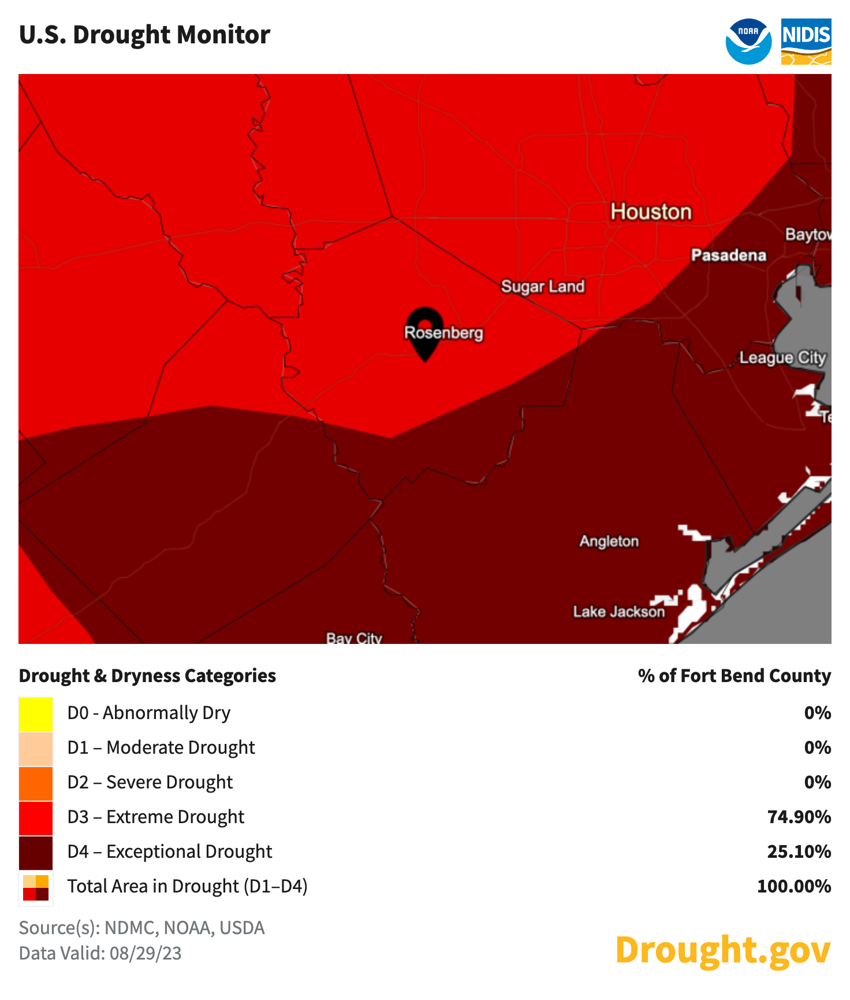 U.S. Drought Monitor
NOAA
NIDIS
Houston
Baytow
Pasadena
Sugar Land
Rosenberg
League City
Te
Angleton
Lake Jackson
Bay City
Drought & Dryness Categories
% of Fort Bend County
D0 - Abnormally Dry
0%
D1 – Moderate Drought
0%
D2 – Severe Drought
0%
D3 – Extreme Drought
74.90%
D4 – Exceptional Drought
25.10%
Total Area in Drought (D1–D4)
100.00%
Source(s): NDMC, NOAA, USDA
Data Valid: 08/29/23
Drought.gov